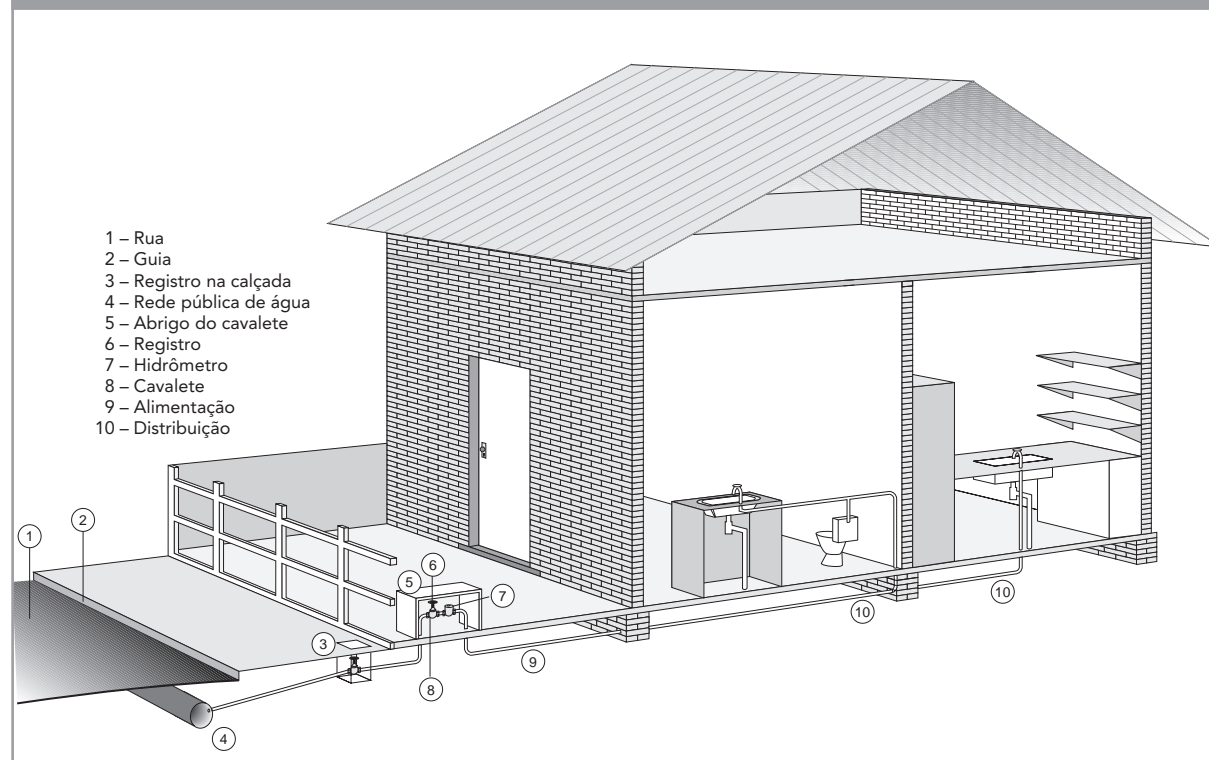 1 – Rua
2 – Guia
3 – Registro na calçada
4 – Rede pública de água
5 – Abrigo do cavalete
6 – Registro
7 – Hidrômetro
8 – Cavalete
9 – Alimentação
10 – Distribuição
1
2
3
4
5
6
7
8
9
10
10